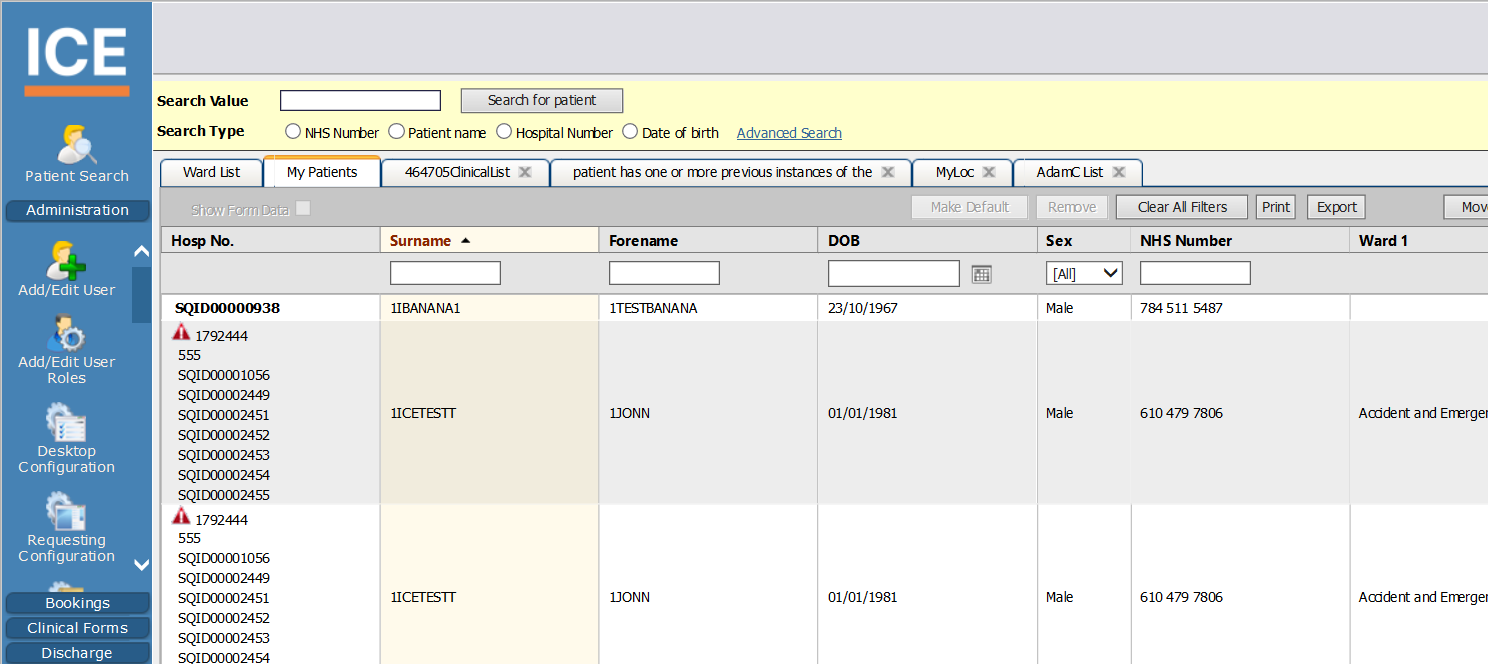 ICE
Patient Search
Administration
Add/Edit User
Add/Edit User
Roles
Desktop
Configuration
Requesting
Configuration
Bookings
Clinical Forms
Discharge
Search Value Search for patient
Search Type NHS Number Patient name Hospital Number Date of birth Advanced Search
Ward List My Patients 464705ClinicalList patient has one or more previous instances of the MyLoc AdamC List
Show Form Data Make Default Remove Clear All Filters Print Export Mov
Hosp No. Surname Forename DOB Sex NHS Number Ward 1
[All]
SQID00000938 1IBANANA1 1TESTBANANA 23/10/1967 Male 784 511 5487
1792444
555
SQID00001056
SQID00002449
SQID00002451 1ICETESTT 1JONN 01/01/1981 Male 610 479 7806 Accident and Emerger
SQID00002452
SQID00002453
SQID00002454
SQID00002455
1792444
555
SQID00001056
SQID00002449
SQID00002451 1ICETESTT 1JONN 01/01/1981 Male 610 479 7806 Accident and Emerger
SQID00002452
SQID00002453
SQID00002454